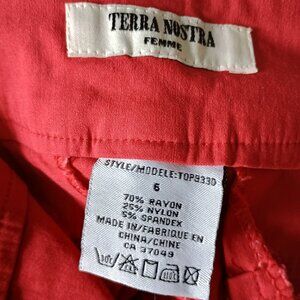 TERRA NOSTRA
FEMME
STYLE/MODELE:TOP933D
6
70% RAYON
25% NYLON
5% SPANDEX
MADE IN/FABRIQUE EN
CHINA/CHINE
CA 37049